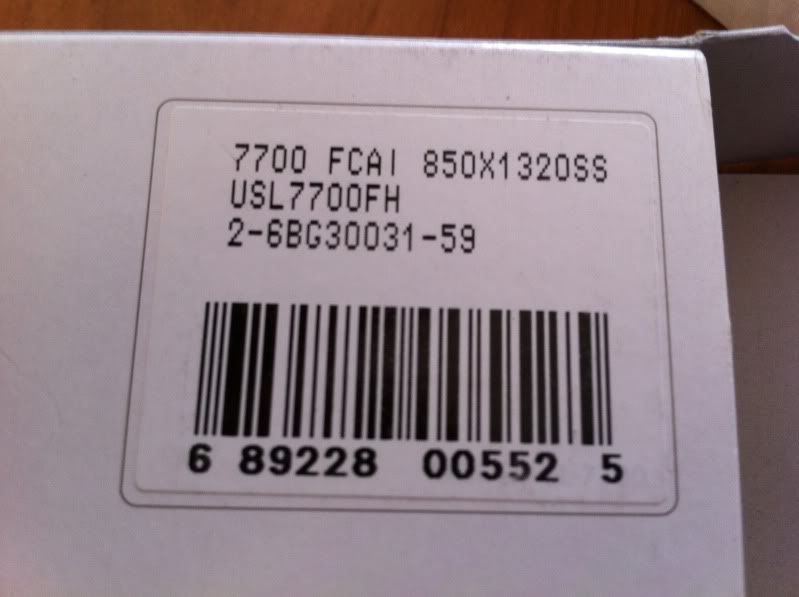 7700 FCAI 850X1320SS
USL7700FH
2-6BG30031-59
6 89228 00552 5